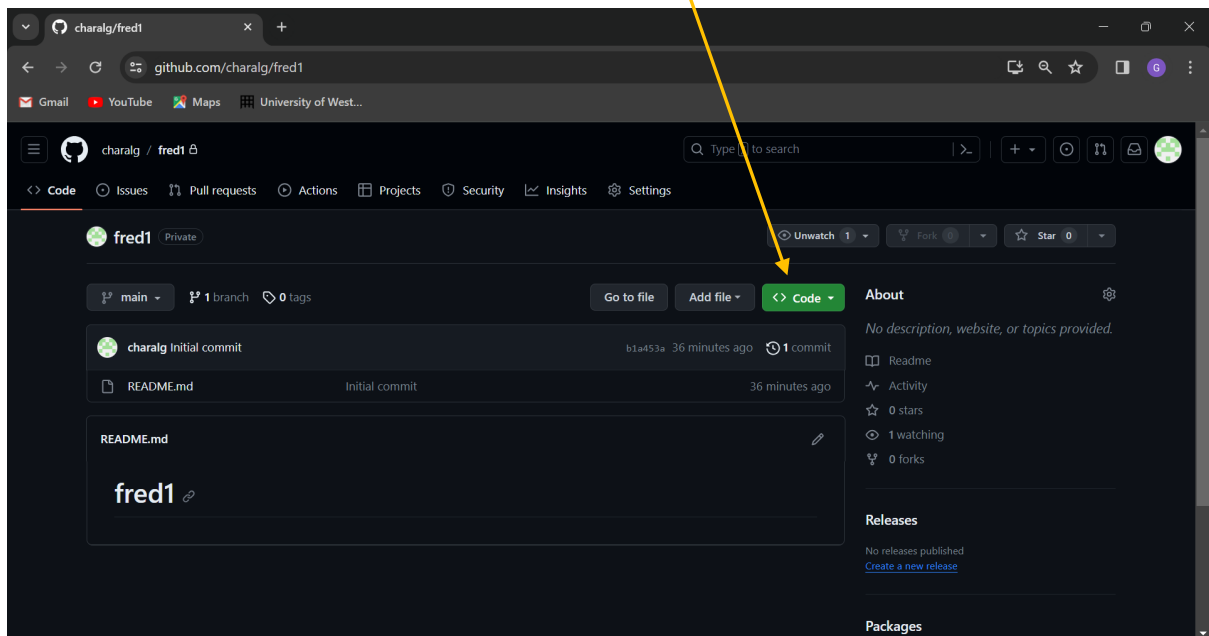 charalg/fred1
github.com/charalg/fred1
Gmail YouTube Maps University of West...
charalg / fred1 Type / to search
Code Issues Pull requests Actions Projects Security Insights Settings
fred1 Private Unwatch 1 Fork 0 Star 0
main 1 branch 0 tags Go to file Add file <> Code About
No description, website, or topics provided.
charalg Initial commit b1a453a 36 minutes ago 1 commit
Readme
README.md Initial commit 36 minutes ago
Activity
0 stars
README.md
1 watching
0 forks
fred1
Releases
No releases published
Create a new release
Packages
G